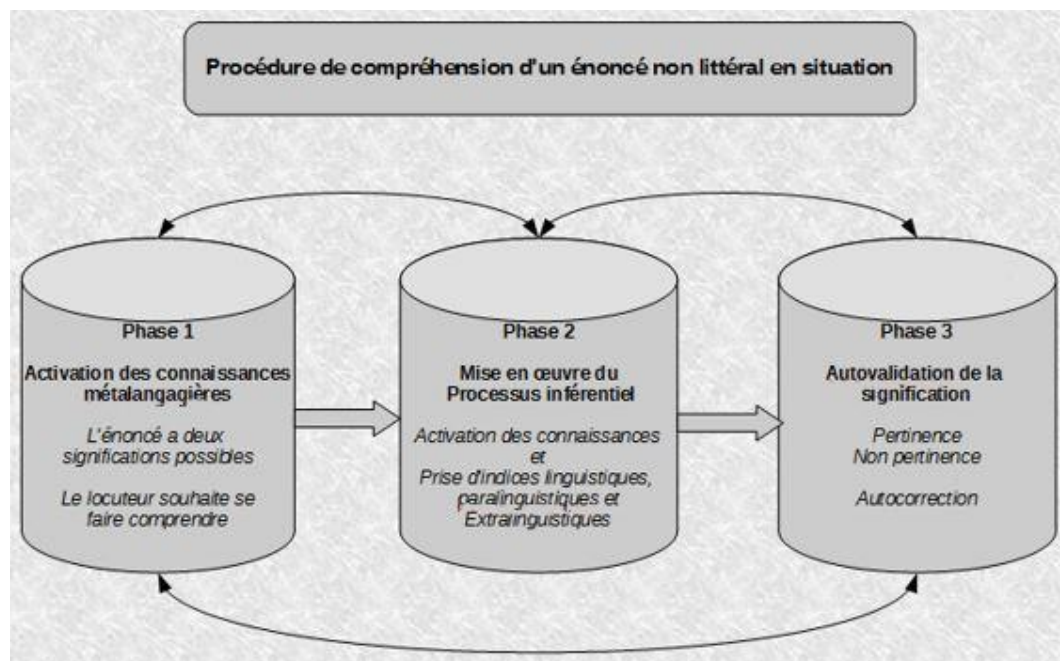 Procédure de compréhension d'un énoncé non littéral en situation
Phase 1
Activation des connaissances
métalangagières
L'énoncé a deux
significations possibles
Le locuteur souhaite se
faire comprendre
Phase 2
Mise en œuvre du
Processus inférentiel
Activation des connaissances
et
Prise d'indices linguistiques,
paralinguistiques et
Extralinguistiques
Phase 3
Autovalidation de la
signification
Pertinence
Non pertinence
Autocorrection